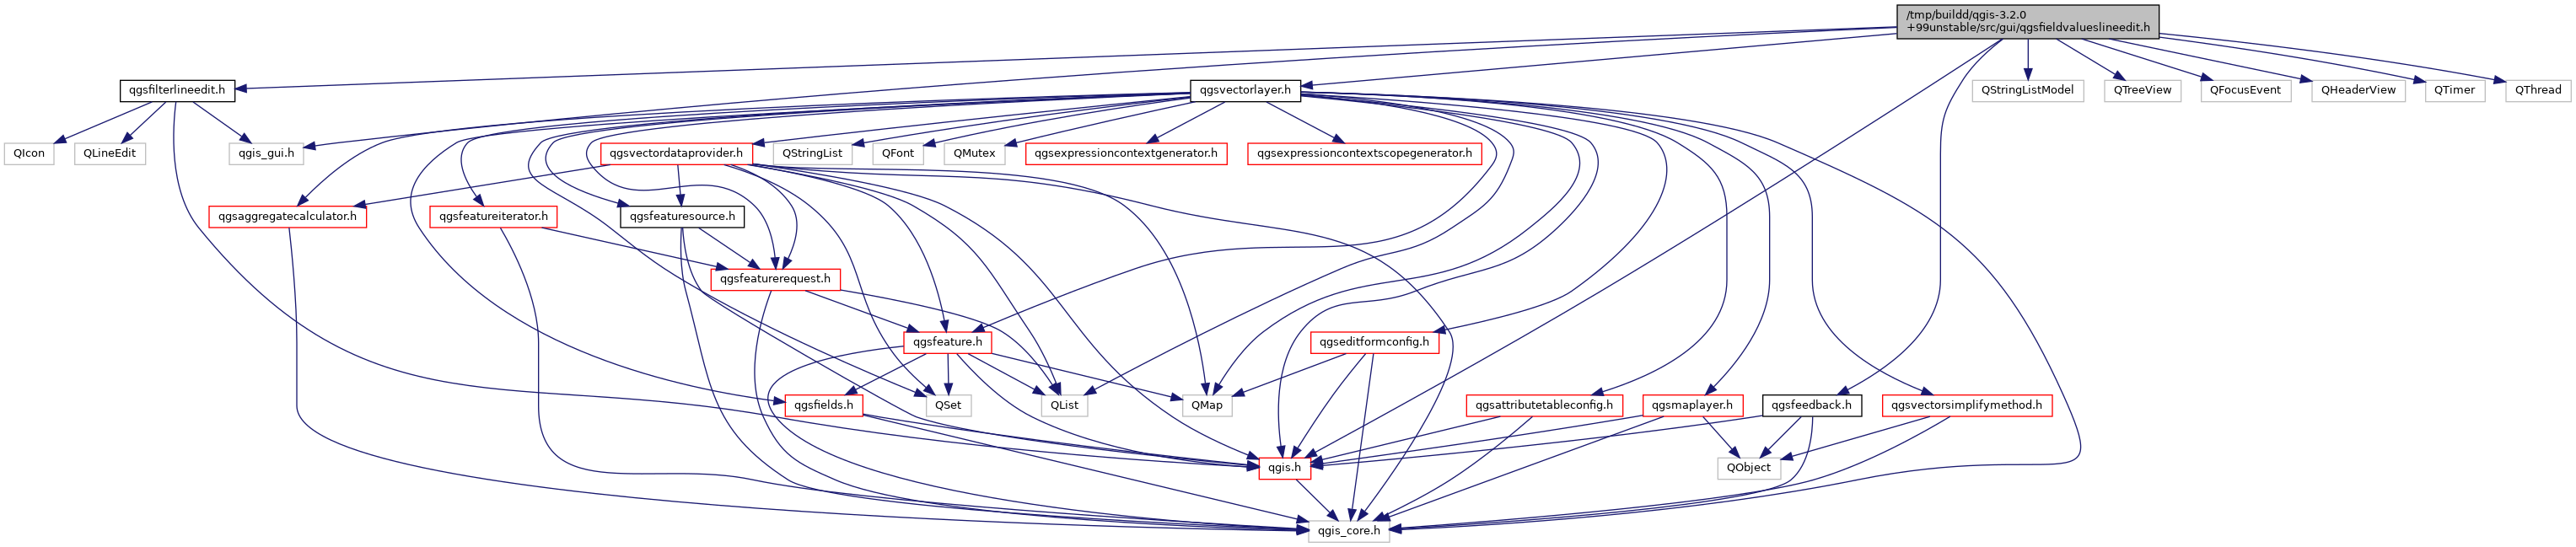 /tmp/buildd/qgis-3.2.0
+99unstable/src/gui/qgsfieldvalueslineedit.h
qgsfilterlineedit.h
qgsvectorlayer.h
QStringListModel
QTreeView
QFocusEvent
QHeaderView
QTimer
QThread
QIcon
QLineEdit
qgis_gui.h
qgsvectordataprovider.h
QStringList
QFont
QMutex
qgsexpressioncontextgenerator.h
qgsexpressioncontextscopegenerator.h
qgsaggregatecalculator.h
qgsfeatureiterator.h
qgsfeaturesource.h
qgsfeaturerequest.h
qgsfeature.h
qgseditformconfig.h
qgsfields.h
QSet
QList
QMap
qgsattributetableconfig.h
qgsmaplayer.h
qgsfeedback.h
qgsvectorsimplifymethod.h
qgis.h
QObject
qgis_core.h